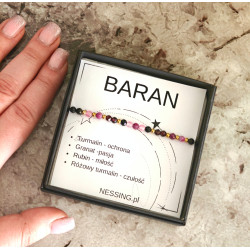 BARAN
• Turmalin - ochrona
• Granat -pasja
• Rubin - miłość
• Różowy turmalin - czułość
NESSING.pl